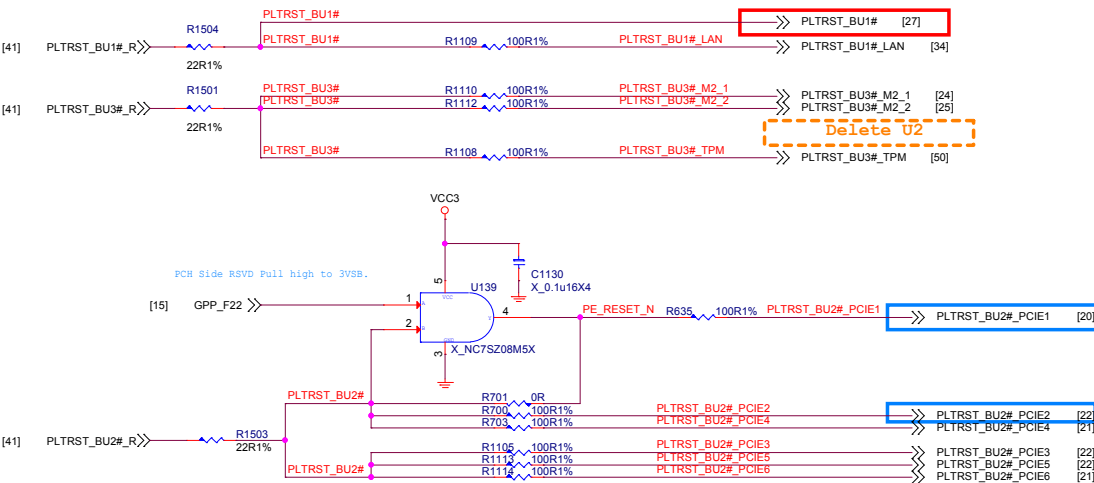 PLTRST_BU1#
PLTRST_BU1# [27]
R1504
[41] PLTRST_BU1#_R PLTRST_BU1# R1109 100R1% PLTRST_BU1#_LAN PLTRST_BU1#_LAN [34]
22R1%
R1501 PLTRST_BU3# R1110 100R1% PLTRST_BU3#_M2_1 PLTRST_BU3#_M2_1 [24]
[41] PLTRST_BU3#_R PLTRST_BU3# R1112 100R1% PLTRST_BU3#_M2_2 PLTRST_BU3#_M2_2 [25]
22R1%
Delete U2
PLTRST_BU3# R1108 100R1% PLTRST_BU3#_TPM PLTRST_BU3#_TPM [50]
VCC3
PCH Side RSVD Pull high to 3VSB.
C1130
X_0.1u16X4
5 U139
VCC
[15] GPP_F22 1 A
4 Y PE_RESET_N R635 100R1% PLTRST_BU2#_PCIE1 PLTRST_BU2#_PCIE1 [20]
2 B
GND
3 X_NC7SZ08M5X
PLTRST_BU2# R701 0R
R700 100R1% PLTRST_BU2#_PCIE2 PLTRST_BU2#_PCIE2 [22]
R703 100R1% PLTRST_BU2#_PCIE4 PLTRST_BU2#_PCIE4 [21]
[41] PLTRST_BU2#_R R1503
22R1%
R1105 100R1% PLTRST_BU2#_PCIE3 PLTRST_BU2#_PCIE3 [22]
PLTRST_BU2# R1113 100R1% PLTRST_BU2#_PCIE5 PLTRST_BU2#_PCIE5 [22]
R1114 100R1% PLTRST_BU2#_PCIE6 PLTRST_BU2#_PCIE6 [21]